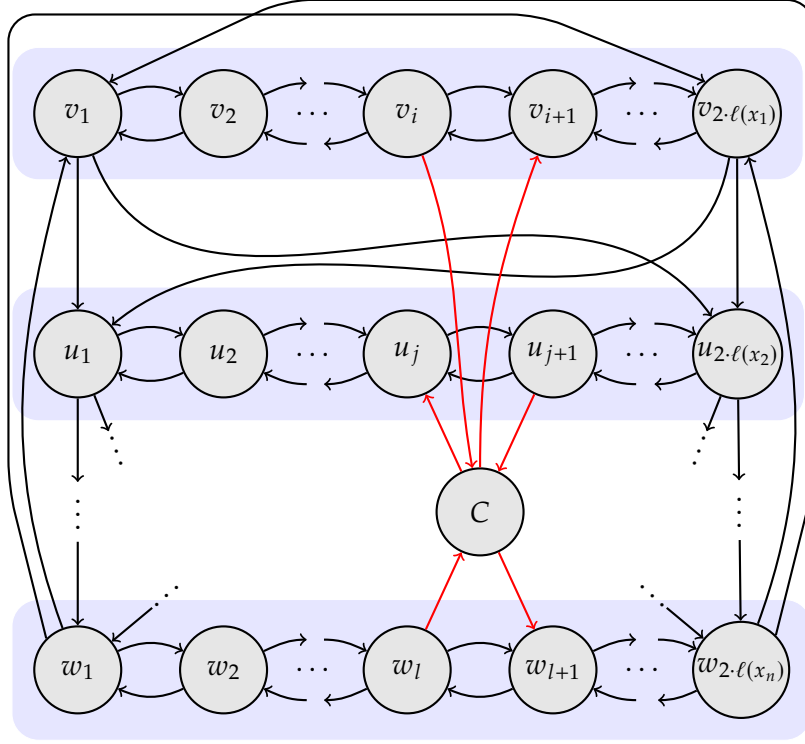 v₁ v₂ ⋯ vᵢ vᵢ₊₁ ⋯ v₂·ℓ(x₁)
u₁ u₂ ⋯ uⱼ uⱼ₊₁ ⋯ u₂·ℓ(x₂)
C
w₁ w₂ ⋯ wₗ wₗ₊₁ ⋯ w₂·ℓ(xₙ)